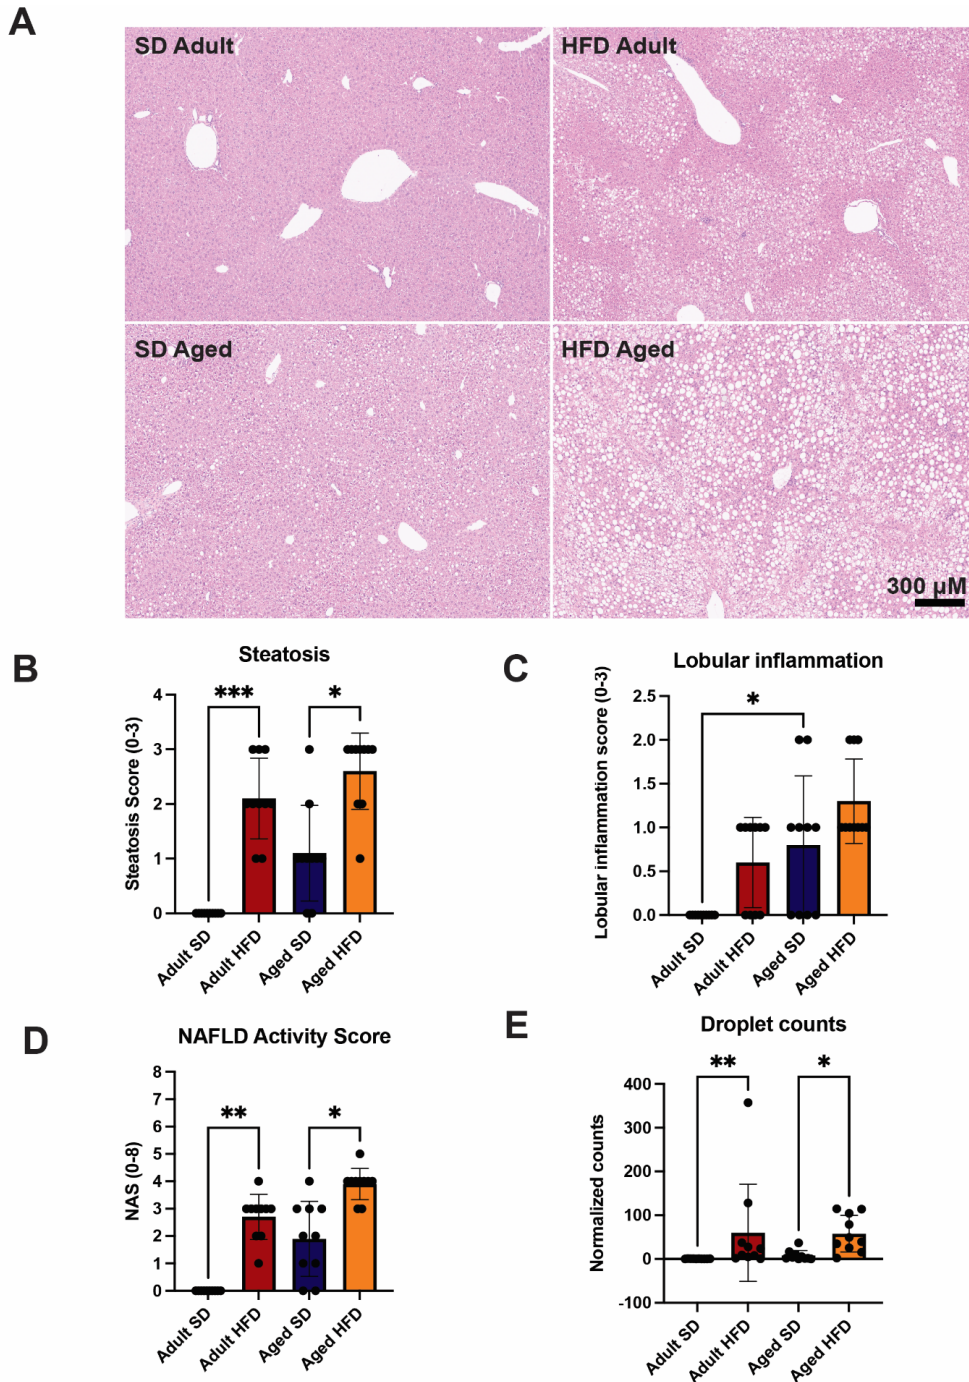 A
SD Adult
HFD Adult
SD Aged
HFD Aged
300 µM
B
Steatosis
Steatosis Score (0-3)
4
3
2
1
0
***
*
Adult SD
Adult HFD
Aged SD
Aged HFD
C
Lobular inflammation
Lobular inflammation score (0-3)
2.5
2.0
1.5
1.0
0.5
0.0
*
Adult SD
Adult HFD
Aged SD
Aged HFD
D
NAFLD Activity Score
NAS (0-8)
8
7
6
5
4
3
2
1
0
**
*
Adult SD
Adult HFD
Aged SD
Aged HFD
E
Droplet counts
Normalized counts
400
300
200
100
0
-100
**
*
Adult SD
Adult HFD
Aged SD
Aged HFD